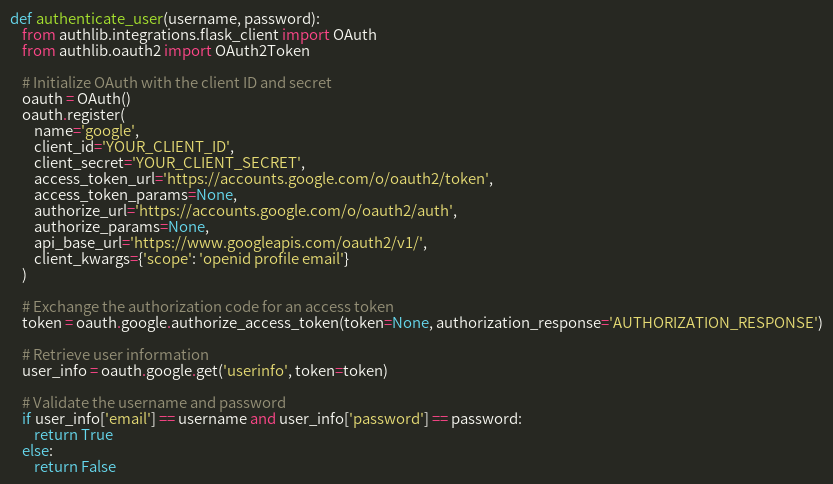 def authenticate_user(username, password):
from authlib.integrations.flask_client import OAuth
from authlib.oauth2 import OAuth2Token
# Initialize OAuth with the client ID and secret
oauth = OAuth()
oauth.register(
name='google',
client_id='YOUR_CLIENT_ID',
client_secret='YOUR_CLIENT_SECRET',
access_token_url='https://accounts.google.com/o/oauth2/token',
access_token_params=None,
authorize_url='https://accounts.google.com/o/oauth2/auth',
authorize_params=None,
api_base_url='https://www.googleapis.com/oauth2/v1/',
client_kwargs={'scope': 'openid profile email'}
)
# Exchange the authorization code for an access token
token = oauth.google.authorize_access_token(token=None, authorization_response='AUTHORIZATION_RESPONSE')
# Retrieve user information
user_info = oauth.google.get('userinfo', token=token)
# Validate the username and password
if user_info['email'] == username and user_info['password'] == password:
return True
else:
return False